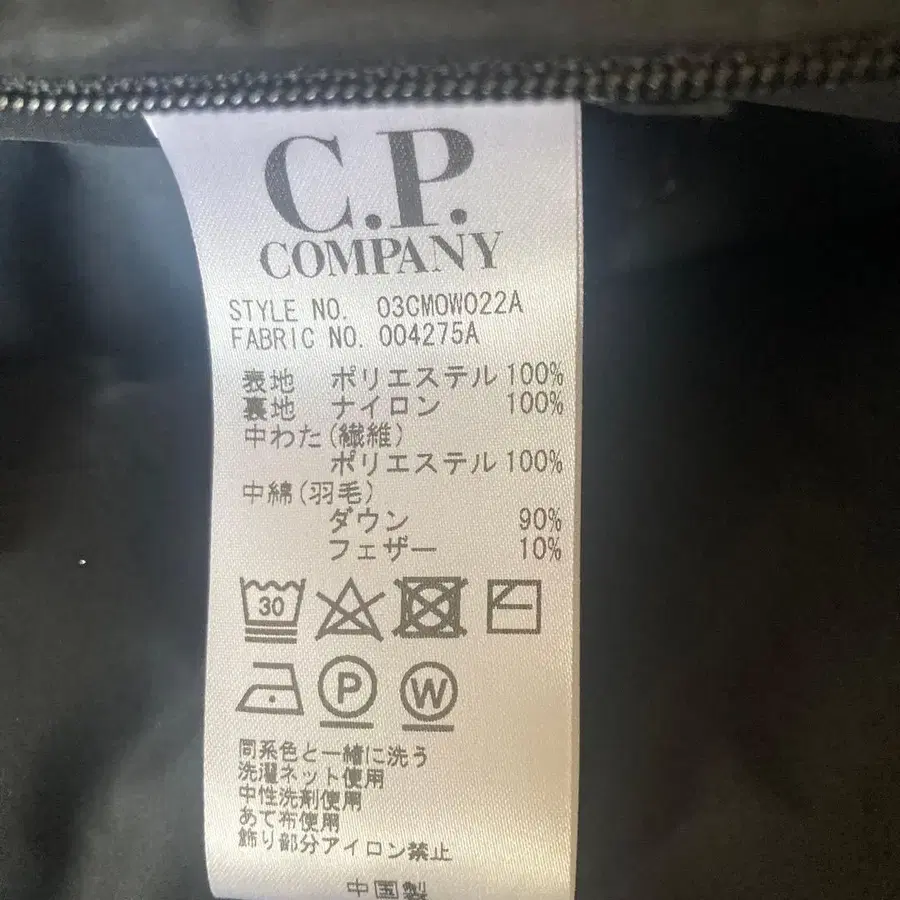 C.P.
COMPANY
STYLE NO. 03CMOW022A
FABRIC NO. 004275A
表地 ポリエステル 100%
裏地 ナイロン 100%
中わた(繊維)
ポリエステル 100%
中綿(羽毛)
ダウン 90%
フェザー 10%
30
P W
同系色と一緒に洗う
洗濯ネット使用
中性洗剤使用
あて布使用
飾り部分アイロン禁止
中国製